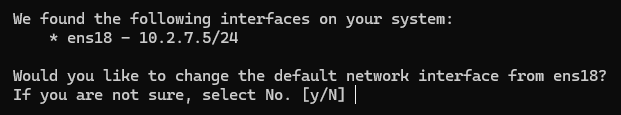 We found the following interfaces on your system:
* ens18 - 10.2.7.5/24
Would you like to change the default network interface from ens18?
If you are not sure, select No. [y/N]